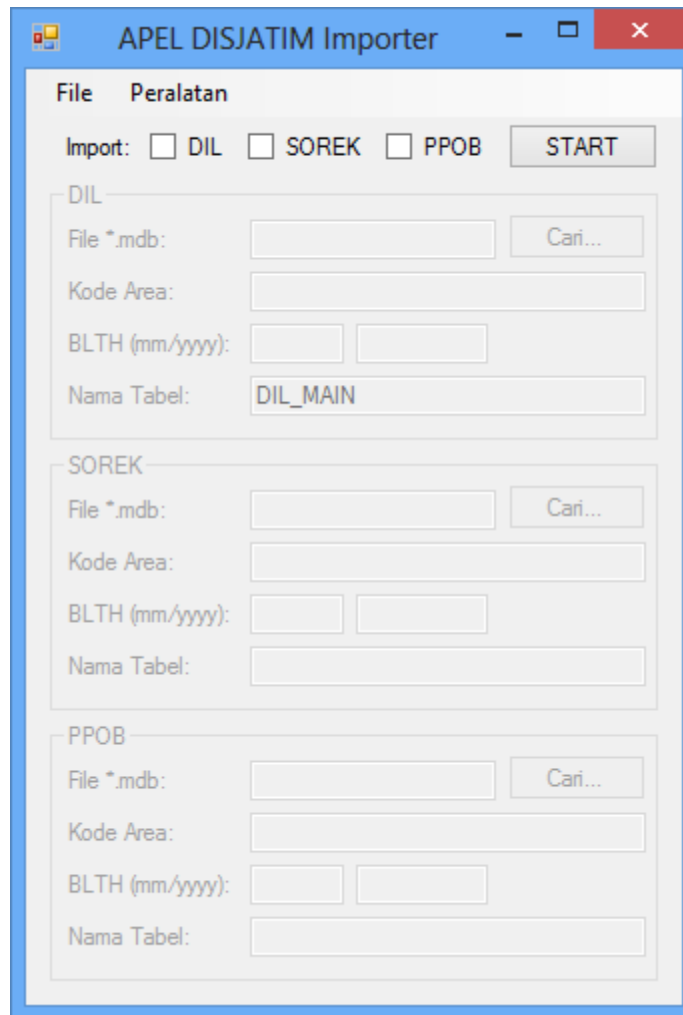 APEL DISJATIM Importer
File Peralatan
Import: DIL SOREK PPOB START
DIL
File *.mdb: Cari...
Kode Area:
BLTH (mm/yyyy):
Nama Tabel: DIL_MAIN
SOREK
File *.mdb: Cari...
Kode Area:
BLTH (mm/yyyy):
Nama Tabel:
PPOB
File *.mdb: Cari...
Kode Area:
BLTH (mm/yyyy):
Nama Tabel: